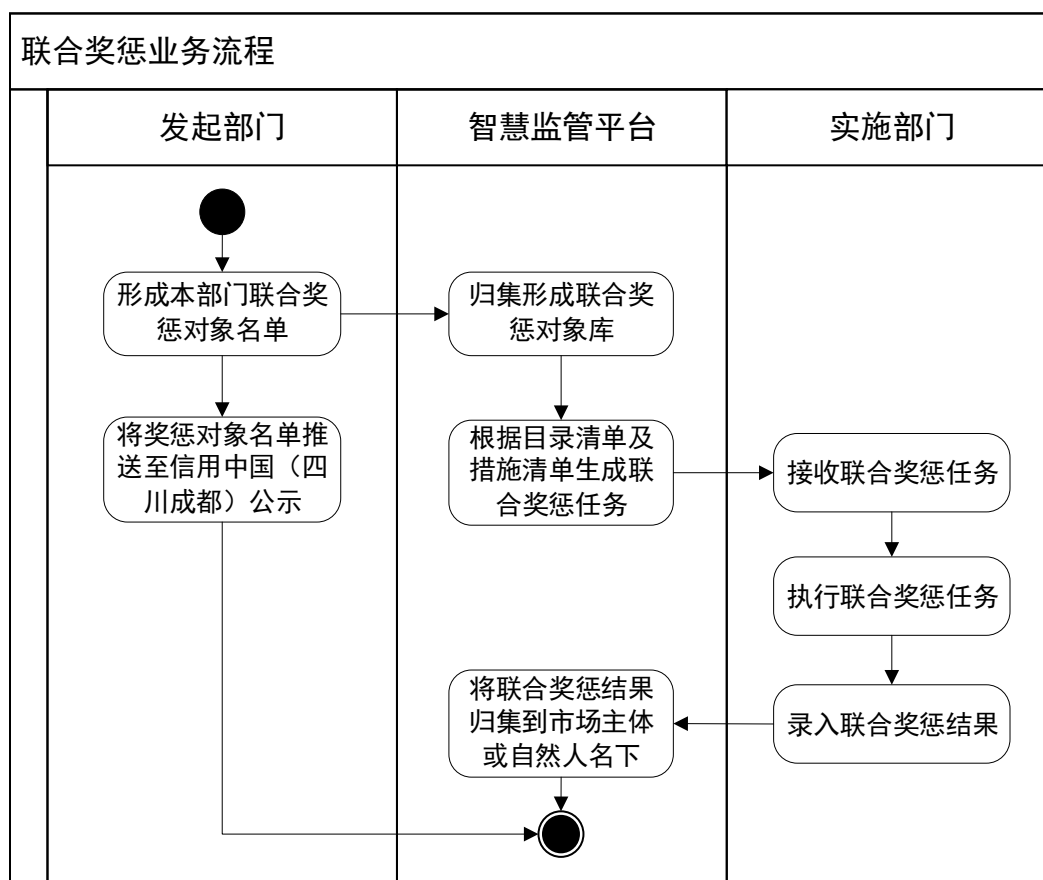 联合奖惩业务流程
发起部门
智慧监管平台
实施部门
形成本部门联合奖
惩对象名单
归集形成联合奖
惩对象库
将奖惩对象名单推
送至信用中国（四
川成都）公示
根据目录清单及
措施清单生成联
合奖惩任务
接收联合奖惩任务
执行联合奖惩任务
将联合奖惩结果
归集到市场主体
或自然人名下
录入联合奖惩结果